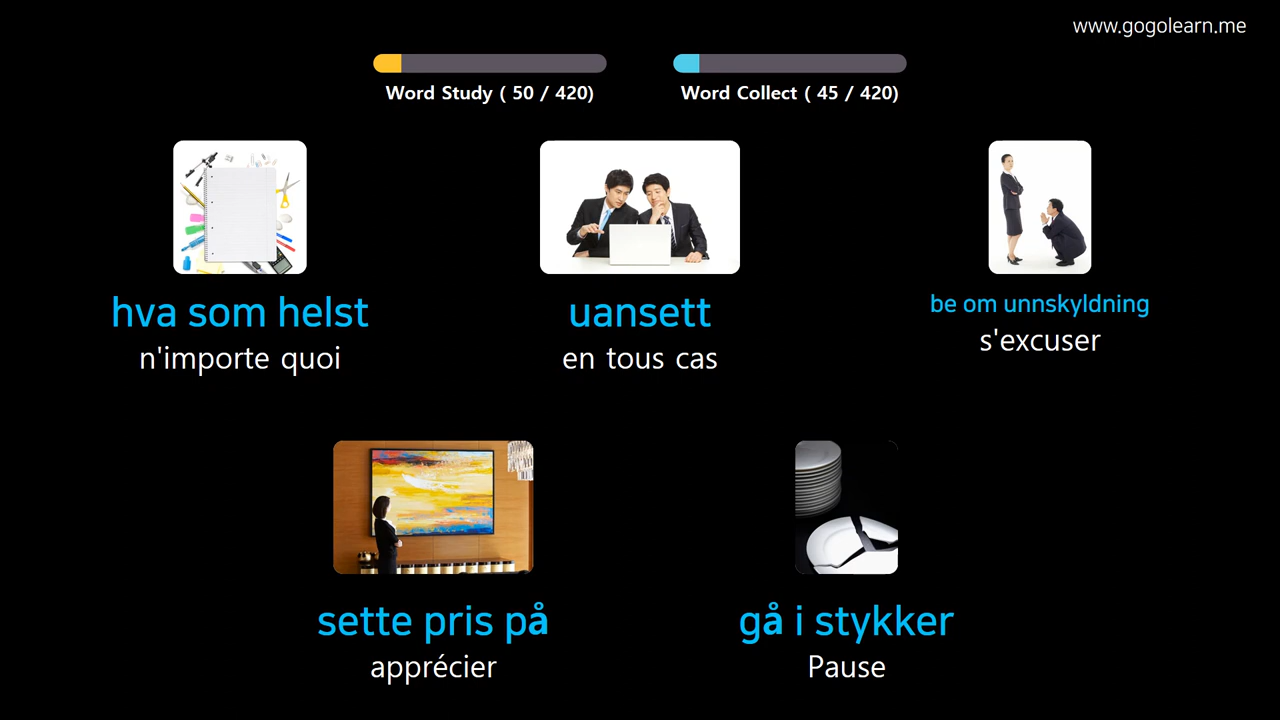 www.gogolearn.me
Word Study ( 50 / 420)
Word Collect ( 45 / 420)
hva som helst
n'importe quoi
uansett
en tous cas
be om unnskyldning
s'excuser
sette pris på
apprécier
gå i stykker
Pause